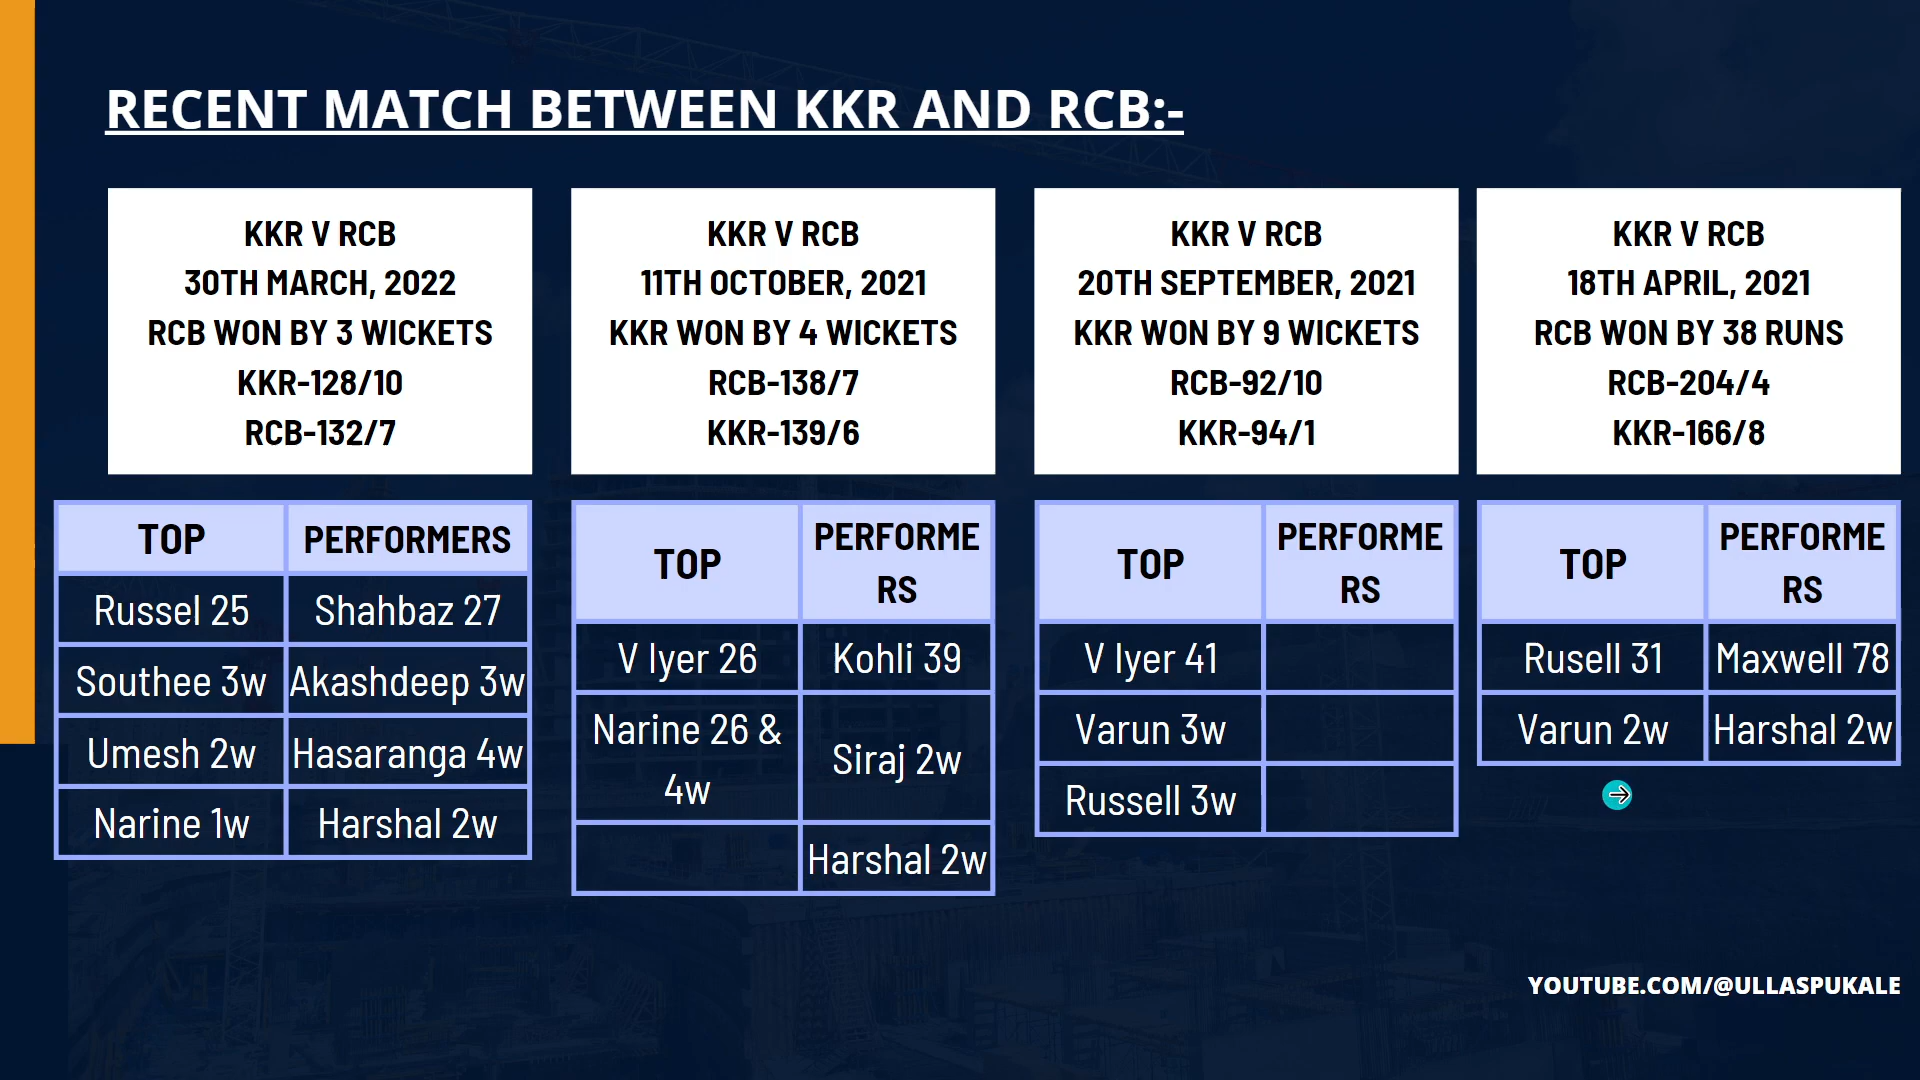 RECENT MATCH BETWEEN KKR AND RCB:-
KKR V RCB
30TH MARCH, 2022
RCB WON BY 3 WICKETS
KKR-128/10
RCB-132/7
KKR V RCB
11TH OCTOBER, 2021
KKR WON BY 4 WICKETS
RCB-138/7
KKR-139/6
KKR V RCB
20TH SEPTEMBER, 2021
KKR WON BY 9 WICKETS
RCB-92/10
KKR-94/1
KKR V RCB
18TH APRIL, 2021
RCB WON BY 38 RUNS
RCB-204/4
KKR-166/8
TOP PERFORMERS
Russel 25 Shahbaz 27
Southee 3w Akashdeep 3w
Umesh 2w Hasaranga 4w
Narine 1w Harshal 2w
TOP PERFORME
RS
V Iyer 26 Kohli 39
Narine 26 &
4w Siraj 2w
Harshal 2w
TOP PERFORME
RS
V Iyer 41
Varun 3w
Russell 3w
TOP PERFORME
RS
Rusell 31 Maxwell 78
Varun 2w Harshal 2w
YOUTUBE.COM/@ULLASPUKALE